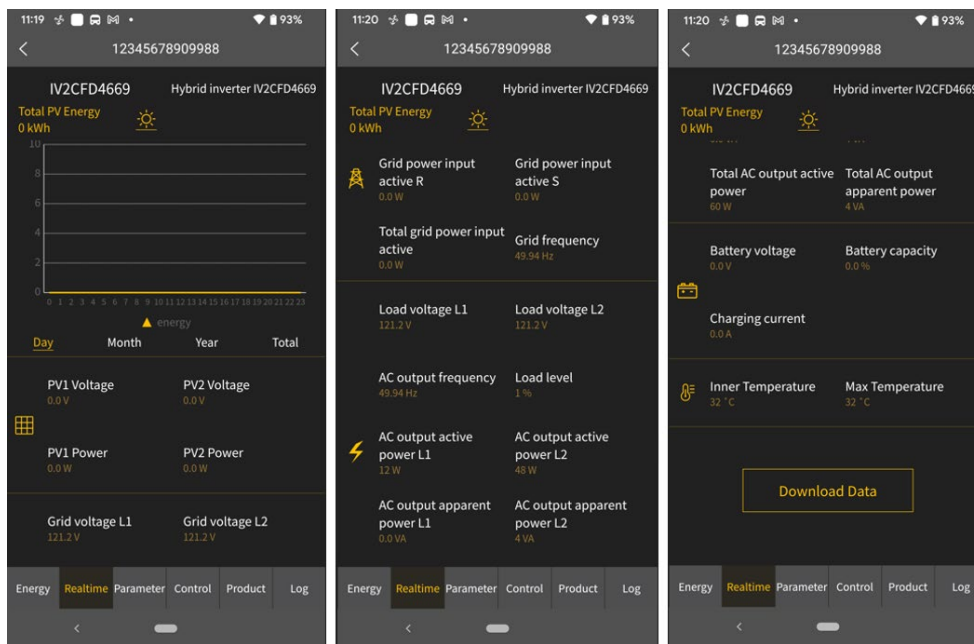 11:19
93%
12345678909988
IV2CFD4669
Hybrid inverter IV2CFD4669
Total PV Energy
0 kWh
10
8
6
4
2
0
0 1 2 3 4 5 6 7 8 9 10 11 12 13 14 15 16 17 18 19 20 21 22 23
energy
Day Month Year Total
PV1 Voltage PV2 Voltage
0.0 V 0.0 V
PV1 Power PV2 Power
0.0 W 0.0 W
Grid voltage L1 Grid voltage L2
121.2 V 121.2 V
Energy Realtime Parameter Control Product Log
11:20
93%
12345678909988
IV2CFD4669
Hybrid inverter IV2CFD4669
Total PV Energy
0 kWh
Grid power input active R
0.0 W
Grid power input active S
0.0 W
Total grid power input active
0.0 W
Grid frequency
49.94 Hz
Load voltage L1 Load voltage L2
121.2 V 121.2 V
AC output frequency Load level
49.94 Hz 1 %
AC output active power L1
12 W
AC output active power L2
48 W
AC output apparent power L1
0.0 VA
AC output apparent power L2
4 VA
Energy Realtime Parameter Control Product Log
11:20
93%
12345678909988
IV2CFD4669
Hybrid inverter IV2CFD4669
Total PV Energy
0 kWh
Total AC output active power
60 W
Total AC output apparent power
4 VA
Battery voltage Battery capacity
0.0 V 0.0 %
Charging current
0.0 A
Inner Temperature Max Temperature
32 ˚C 32 ˚C
Download Data
Energy Realtime Parameter Control Product Log